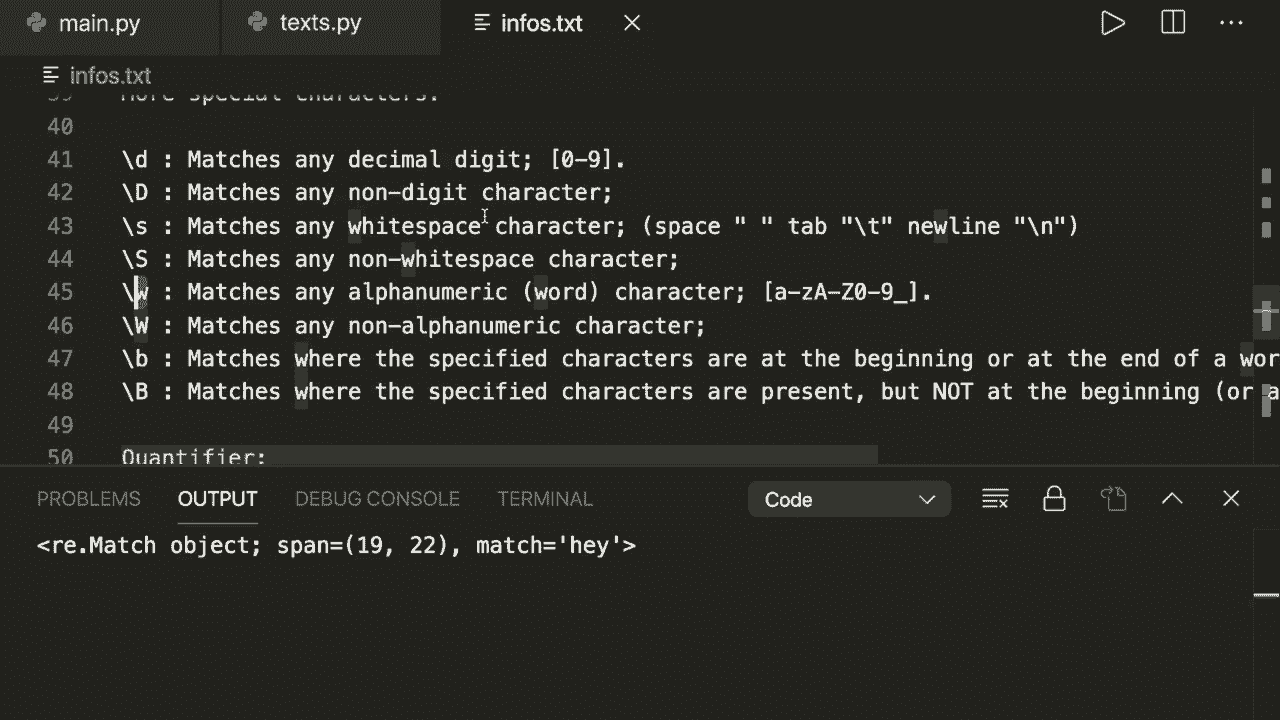 main.py
texts.py
infos.txt
infos.txt
39 More special characters.
40
41 \d : Matches any decimal digit; [0-9].
42 \D : Matches any non-digit character;
43 \s : Matches any whitespace character; (space " " tab "\t" newline "\n")
44 \S : Matches any non-whitespace character;
45 \w : Matches any alphanumeric (word) character; [a-zA-Z0-9_].
46 \W : Matches any non-alphanumeric character;
47 \b : Matches where the specified characters are at the beginning or at the end of a wor
48 \B : Matches where the specified characters are present, but NOT at the beginning (or a
49
50 Quantifier:
PROBLEMS OUTPUT DEBUG CONSOLE TERMINAL Code
<re.Match object; span=(19, 22), match='hey'>